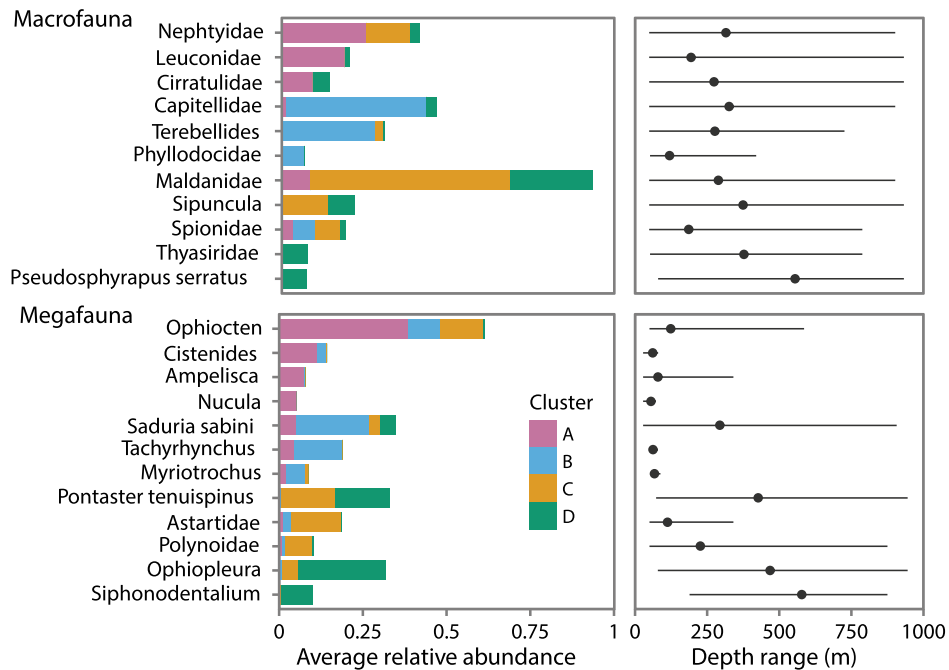 Macrofauna
Nephtyidae
Leuconidae
Cirratulidae
Capitellidae
Terebellides
Phyllodocidae
Maldanidae
Sipuncula
Spionidae
Thyasiridae
Pseudosphyrapus serratus
Megafauna
Ophiocten
Cistenides
Ampelisca
Nucula
Saduria sabini
Tachyrhynchus
Myriotrochus
Pontaster tenuispinus
Astartidae
Polynoidae
Ophiopleura
Siphonodentalium
Cluster
A
B
C
D
0 0.25 0.5 0.75 1
Average relative abundance
0 250 500 750 1000
Depth range (m)